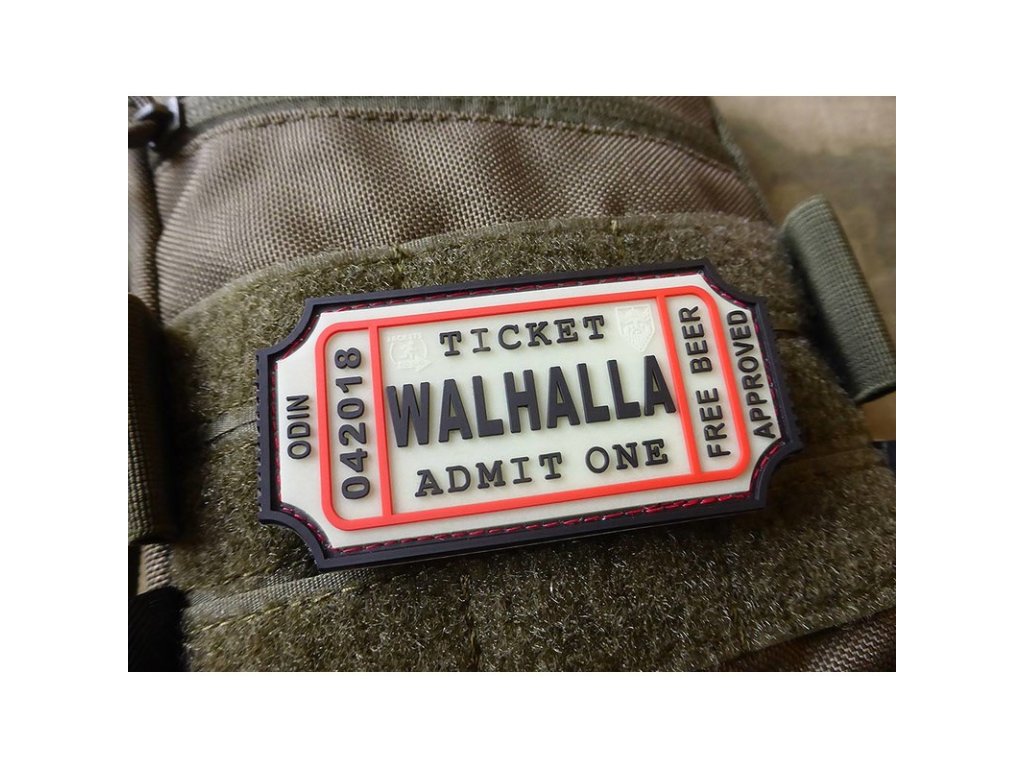 ODIN
042018
TICKET
WALHALLA
ADMIT ONE
FREE BEER
APPROVED